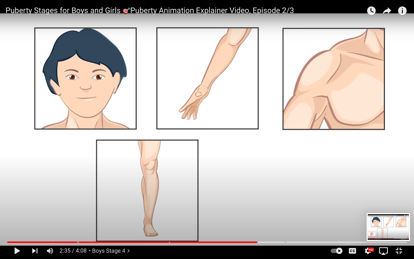 Puberty Stages for Boys and Girls 🚀Puberty Animation Explainer Video, Episode 2/3
2:35 / 4:08 • Boys Stage 4 >